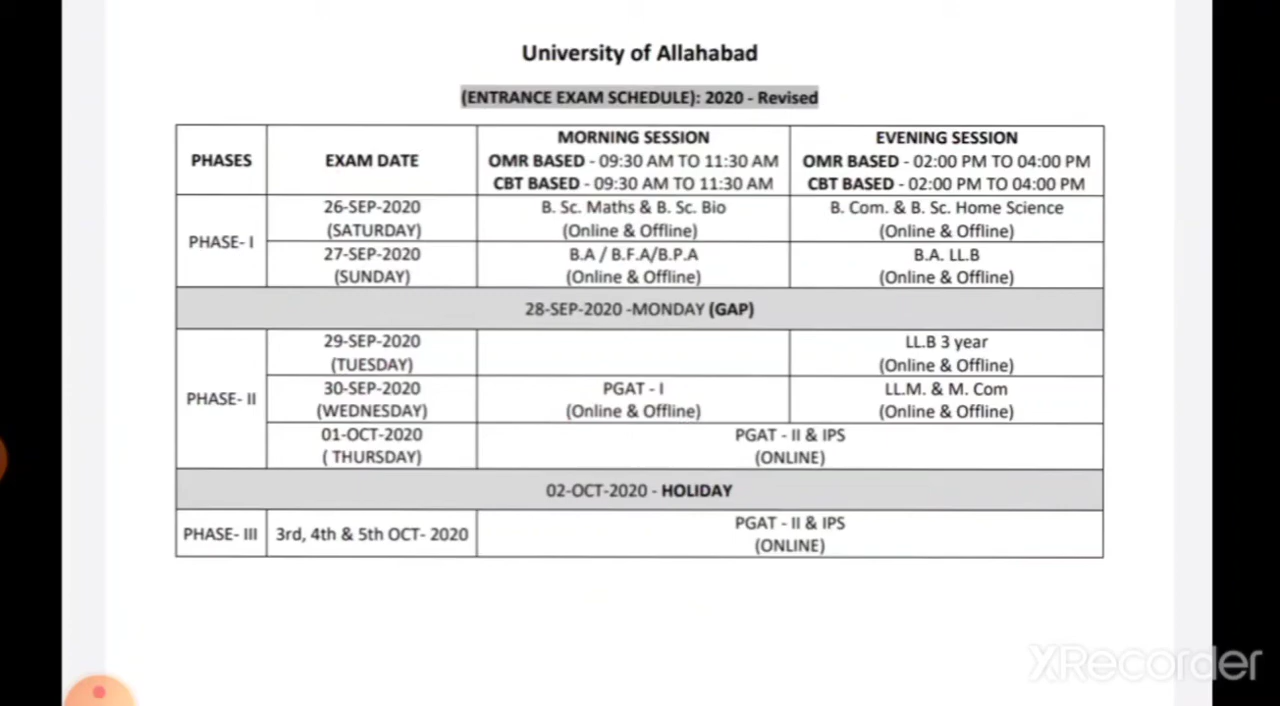 University of Allahabad
(ENTRANCE EXAM SCHEDULE): 2020 - Revised
PHASES
EXAM DATE
MORNING SESSION
OMR BASED - 09:30 AM TO 11:30 AM
CBT BASED - 09:30 AM TO 11:30 AM
EVENING SESSION
OMR BASED - 02:00 PM TO 04:00 PM
CBT BASED - 02:00 PM TO 04:00 PM
PHASE- I
26-SEP-2020
(SATURDAY)
B. Sc. Maths & B. Sc. Bio
(Online & Offline)
B. Com. & B. Sc. Home Science
(Online & Offline)
27-SEP-2020
(SUNDAY)
B.A / B.F.A/B.P.A
(Online & Offline)
B.A. LL.B
(Online & Offline)
28-SEP-2020 -MONDAY (GAP)
PHASE- II
29-SEP-2020
(TUESDAY)
LL.B 3 year
(Online & Offline)
30-SEP-2020
(WEDNESDAY)
PGAT - I
(Online & Offline)
LL.M. & M. Com
(Online & Offline)
01-OCT-2020
( THURSDAY)
PGAT - II & IPS
(ONLINE)
02-OCT-2020 - HOLIDAY
PHASE- III
3rd, 4th & 5th OCT- 2020
PGAT - II & IPS
(ONLINE)
XRecorder